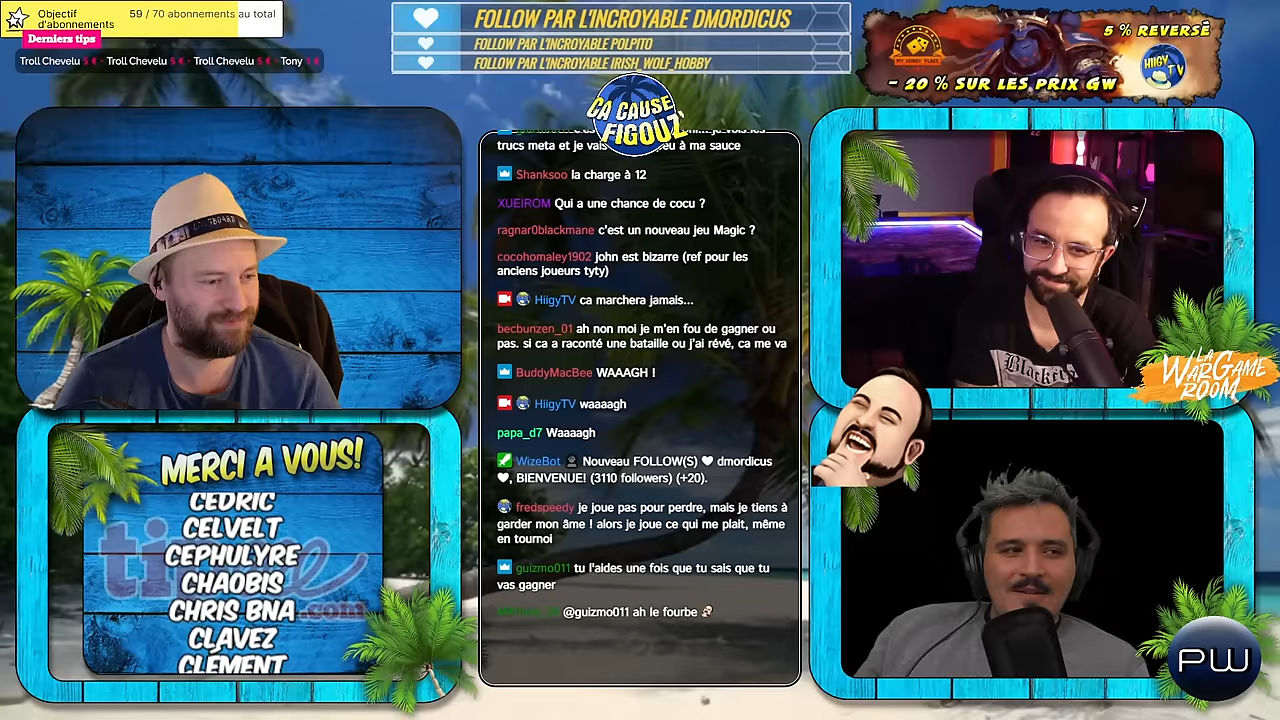 Objectif
d'abonnements
59 / 70 abonnements au total
Derniers tips
Troll Chevelu 5 € · Troll Chevelu 5 € · Troll Chevelu 5 € · Tony
FOLLOW PAR L'INCROYABLE DMORDICUS
FOLLOW PAR L'INCROYABLE POLPITO
FOLLOW PAR L'INCROYABLE IRISH_WOLF_HOBBY
5 % REVERSÉ
MY HOBBY PLACE
HIIGY TV
- 20 % SUR LES PRIX GW
ÇA CAUSE
FIGOUZ'
trucs meta et je vais à ma sauce
Shanksoo la charge à 12
XUEIROM Qui a une chance de cocu ?
ragnar0blackmane c'est un nouveau jeu Magic ?
cocohomaley1902 john est bizarre (ref pour les
anciens joueurs tyty)
HiigyTV ca marchera jamais...
becbunzen_01 ah non moi je m'en fou de gagner ou
pas. si ca a raconté une bataille ou j'ai révé, ca me va
BuddyMacBee WAAAGH !
HiigyTV waaaagh
papa_d7 Waaaagh
WizeBot Nouveau FOLLOW(S) ♥ dmordicus
♥, BIENVENUE! (3110 followers) (+20).
fredspeedy je joue pas pour perdre, mais je tiens à
garder mon âme ! alors je joue ce qui me plait, même
en tournoi
guizmo011 tu l'aides une fois que tu sais que tu
vas gagner
@guizmo011 ah le fourbe
MERCI A VOUS!
CEDRIC
CELVELT
CEPHULYRE
CHAOBIS
CHRIS BNA
CLAVEZ
CLÉMENT
.com
LA
WARGAME
ROOM
PW